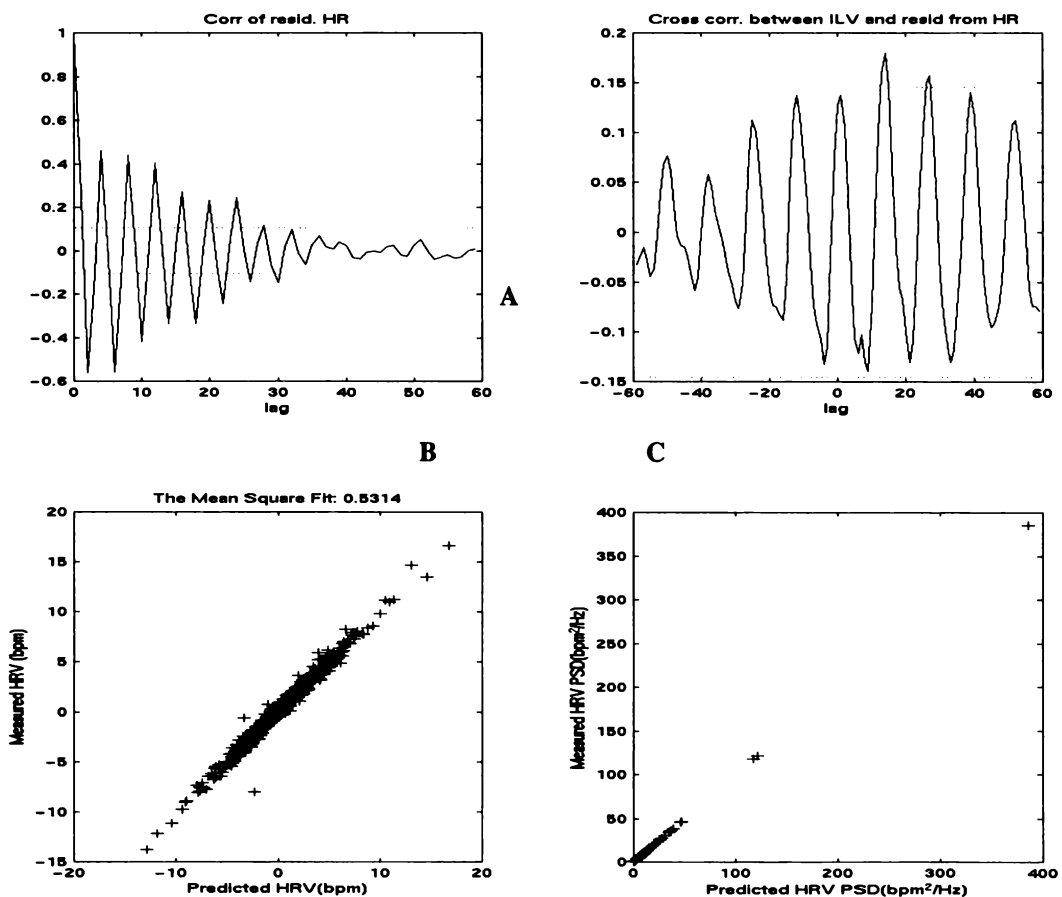 Corr of resid. HR
1
0.8
0.6
0.4
0.2
0
−0.2
−0.4
−0.6
0 10 20 30 40 50 60
lag
Cross corr. between ILV and resid from HR
0.2
0.15
0.1
0.05
0
−0.05
−0.1
−0.15
−60 −40 −20 0 20 40 60
lag
A
B
C
The Mean Square Fit: 0.5314
Measured HRV (bpm)
20
15
10
5
0
−5
−10
−15
−20 −10 0 10 20
Predicted HRV(bpm)
Measured HRV PSD(bpm²/Hz)
400
350
300
250
200
150
100
50
0
0 100 200 300 400
Predicted HRV PSD(bpm²/Hz)